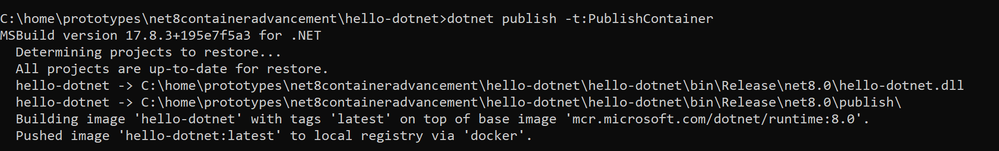 C:\home\prototypes\net8containeradvancement\hello-dotnet>dotnet publish -t:PublishContainer
MSBuild version 17.8.3+195e7f5a3 for .NET
  Determining projects to restore...
  All projects are up-to-date for restore.
  hello-dotnet -> C:\home\prototypes\net8containeradvancement\hello-dotnet\hello-dotnet\bin\Release\net8.0\hello-dotnet.dll
  hello-dotnet -> C:\home\prototypes\net8containeradvancement\hello-dotnet\hello-dotnet\bin\Release\net8.0\publish\
  Building image 'hello-dotnet' with tags 'latest' on top of base image 'mcr.microsoft.com/dotnet/runtime:8.0'.
  Pushed image 'hello-dotnet:latest' to local registry via 'docker'.